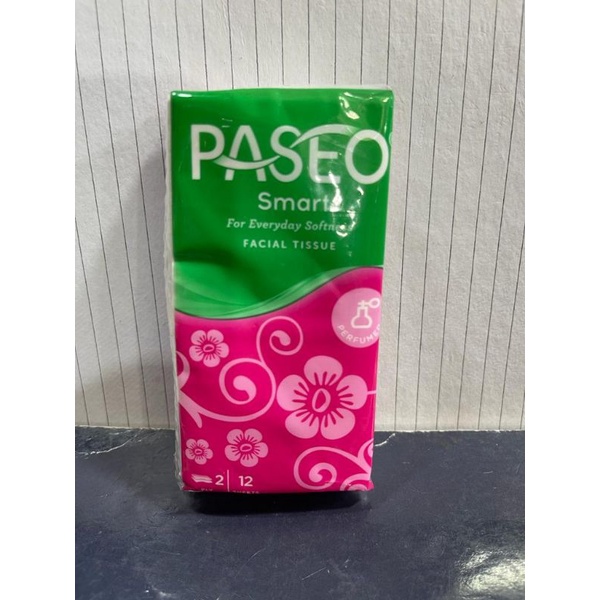 PASEO
Smart
For Everyday Softn
FACIAL TISSUE
PERFUMED
2 12